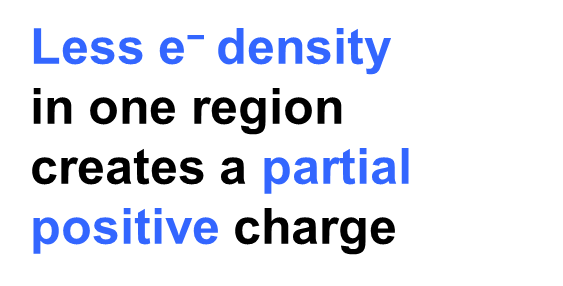 Less e⁻ density
in one region
creates a partial
positive charge